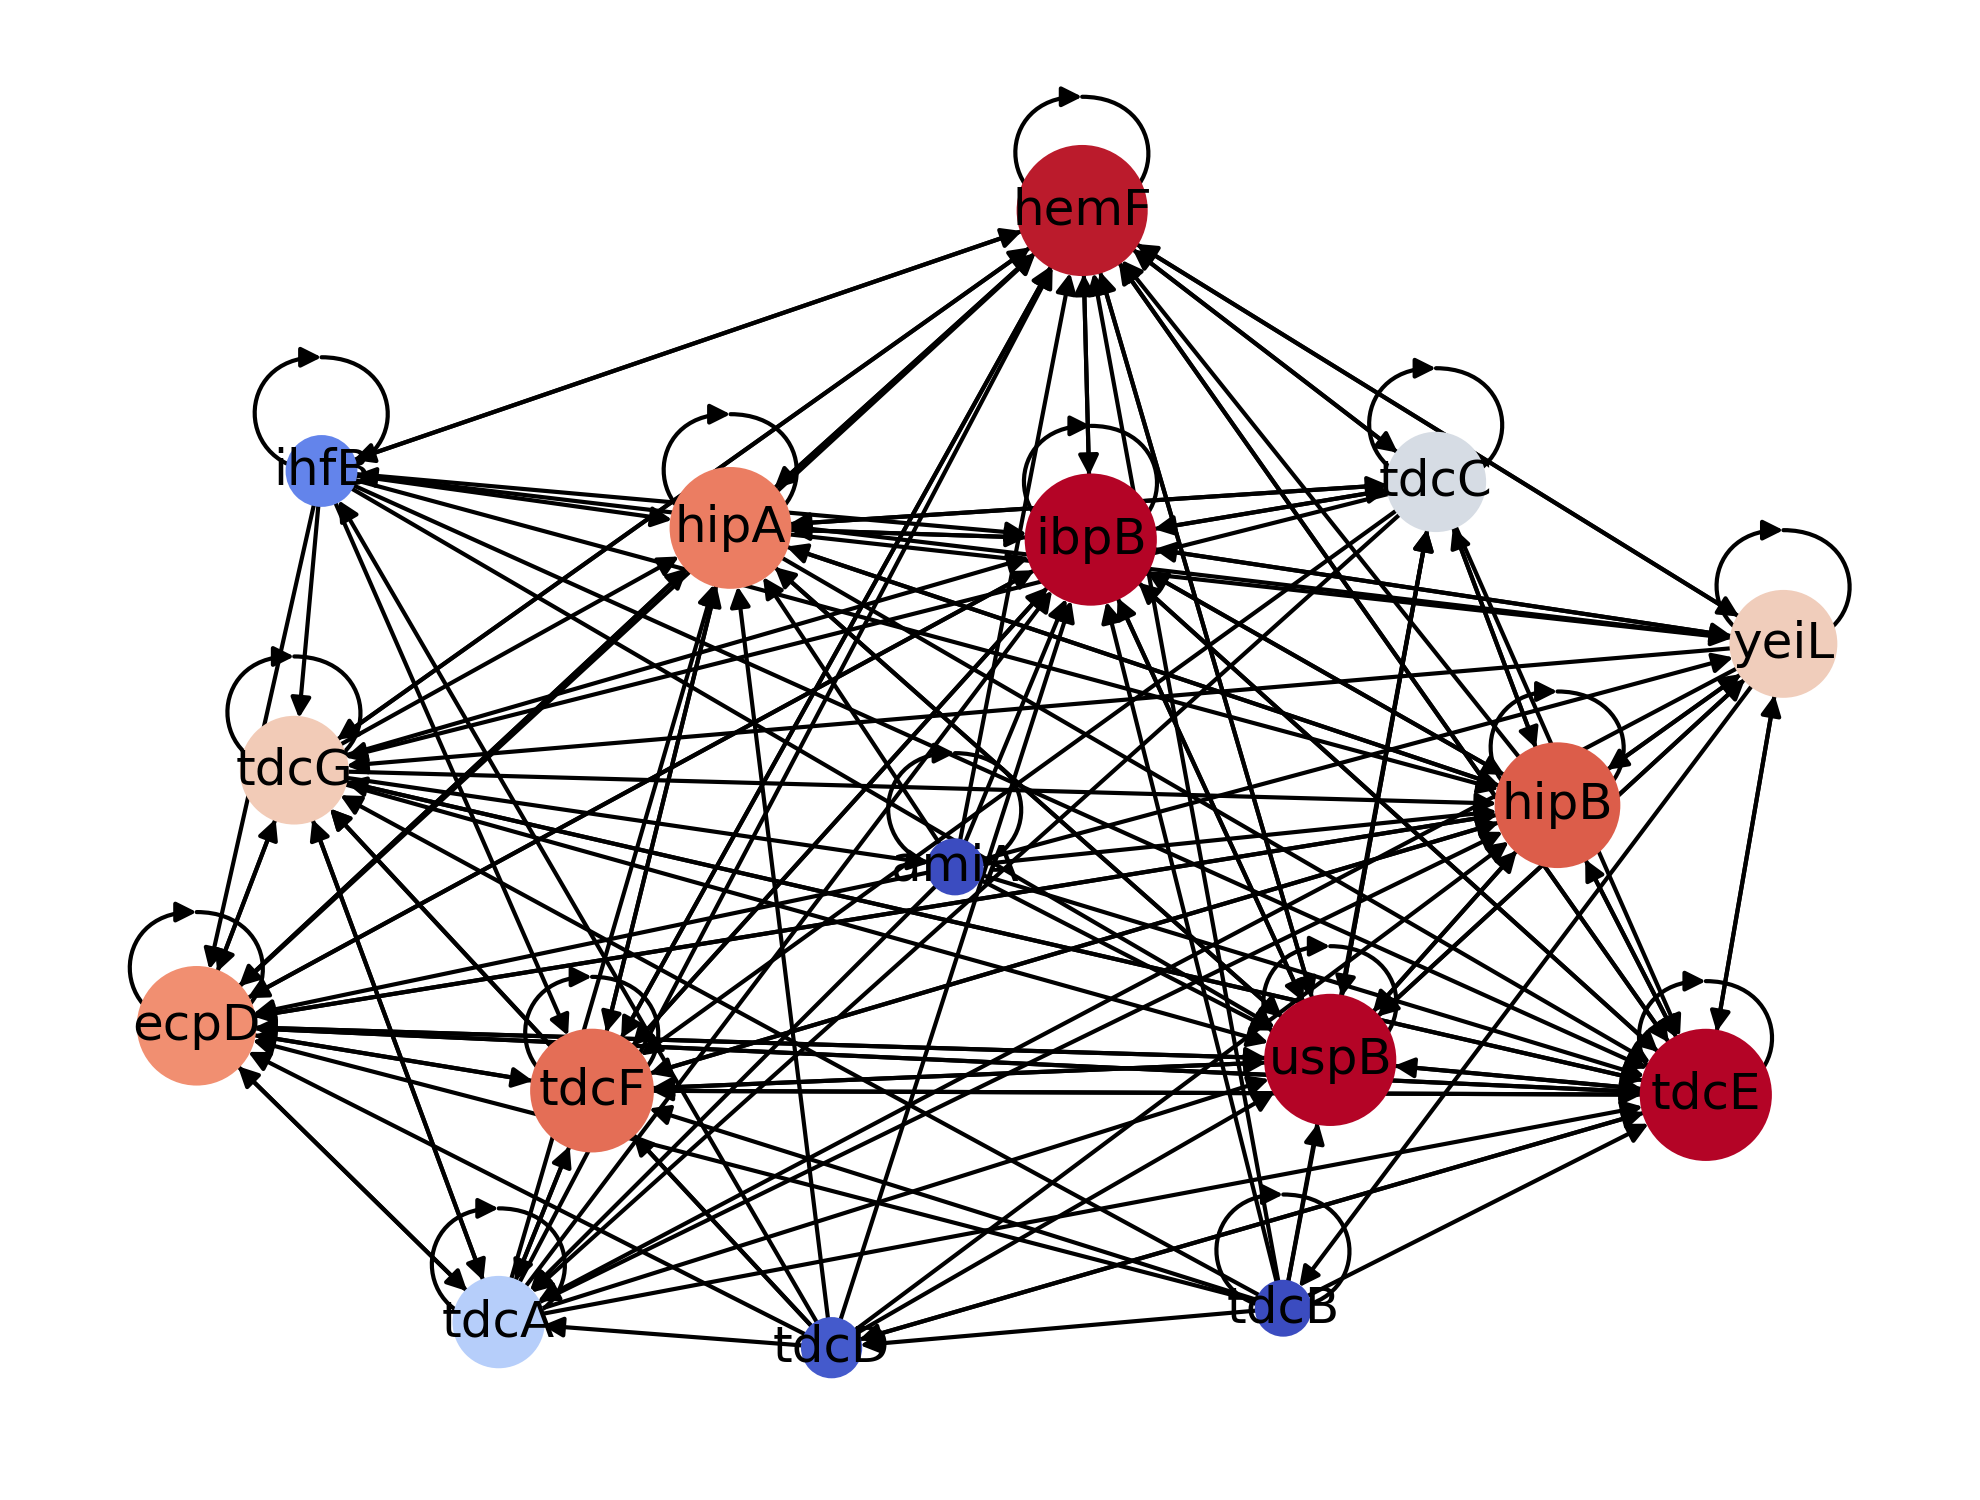 hemF
ihfB
tdcC
hipA
ibpB
yeiL
tdcG
hipB
amiA
ecpD
uspB
tdcF
tdcE
tdcB
tdcA
tdcD